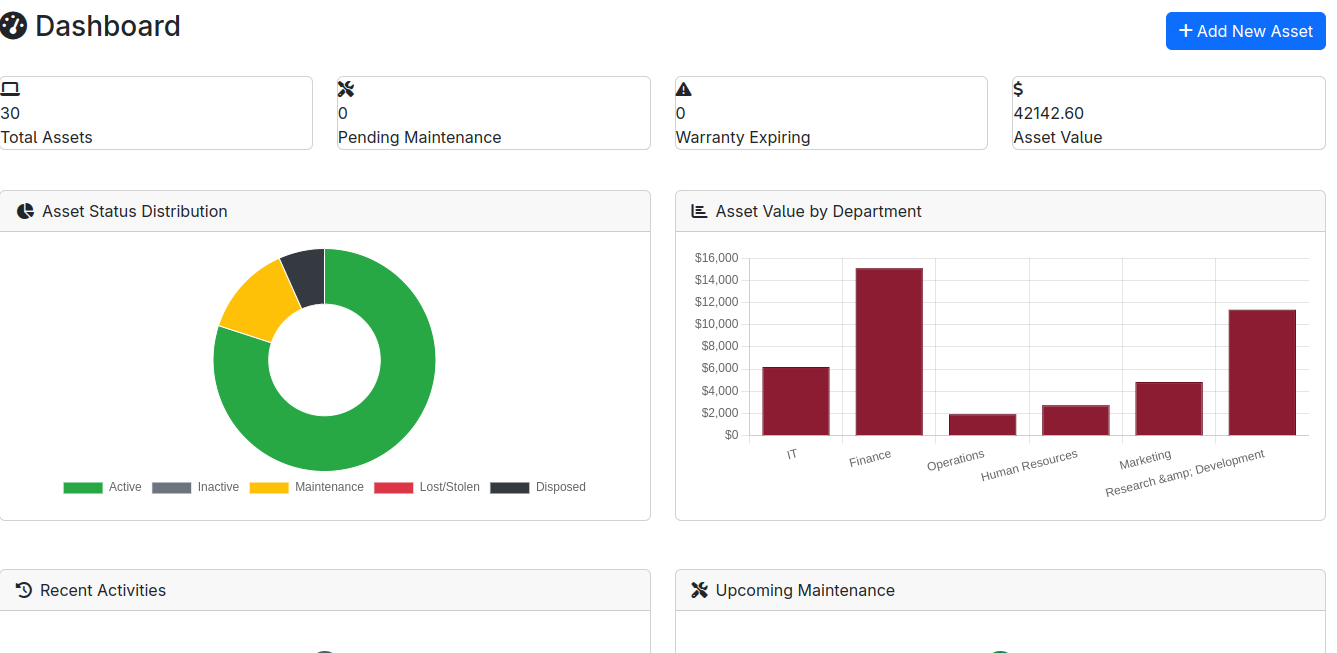 Dashboard
+ Add New Asset
30
Total Assets
0
Pending Maintenance
0
Warranty Expiring
$
42142.60
Asset Value
Asset Status Distribution
Active Inactive Maintenance Lost/Stolen Disposed
Asset Value by Department
$16,000
$14,000
$12,000
$10,000
$8,000
$6,000
$4,000
$2,000
$0
IT
Finance
Operations
Human Resources
Marketing
Research &amp; Development
Recent Activities
Upcoming Maintenance